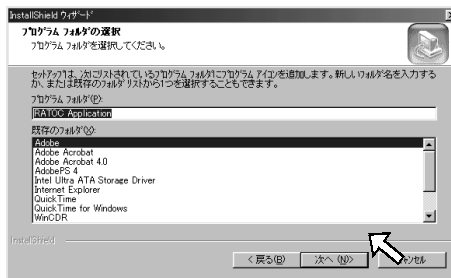 InstallShield ウィザード
プログラム フォルダの選択
プログラム フォルダを選択してください。
セットアップは、次にリストされているプログラム フォルダにプログラム アイコンを追加します。新しいフォルダ名を入力する
か、または既存のフォルダ リストから1つを選択することもできます。
プログラム フォルダ(P):
RATOC Application
既存のフォルダ(X):
Adobe
Adobe Acrobat
Adobe Acrobat 4.0
AdobePS 4
Intel Ultra ATA Storage Driver
Internet Explorer
QuickTime
QuickTime for Windows
WinCDR
InstallShield
< 戻る(B)
次へ (N)>
キャンセル